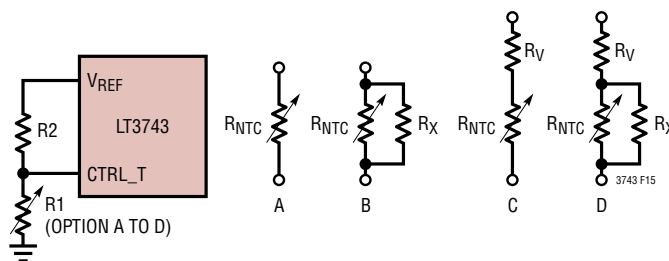 VREF
LT3743
R2
CTRL_T
R1
(OPTION A TO D)
RNTC
A
RNTC
RX
B
RV
RNTC
C
RV
RNTC
RX
D
3743 F15